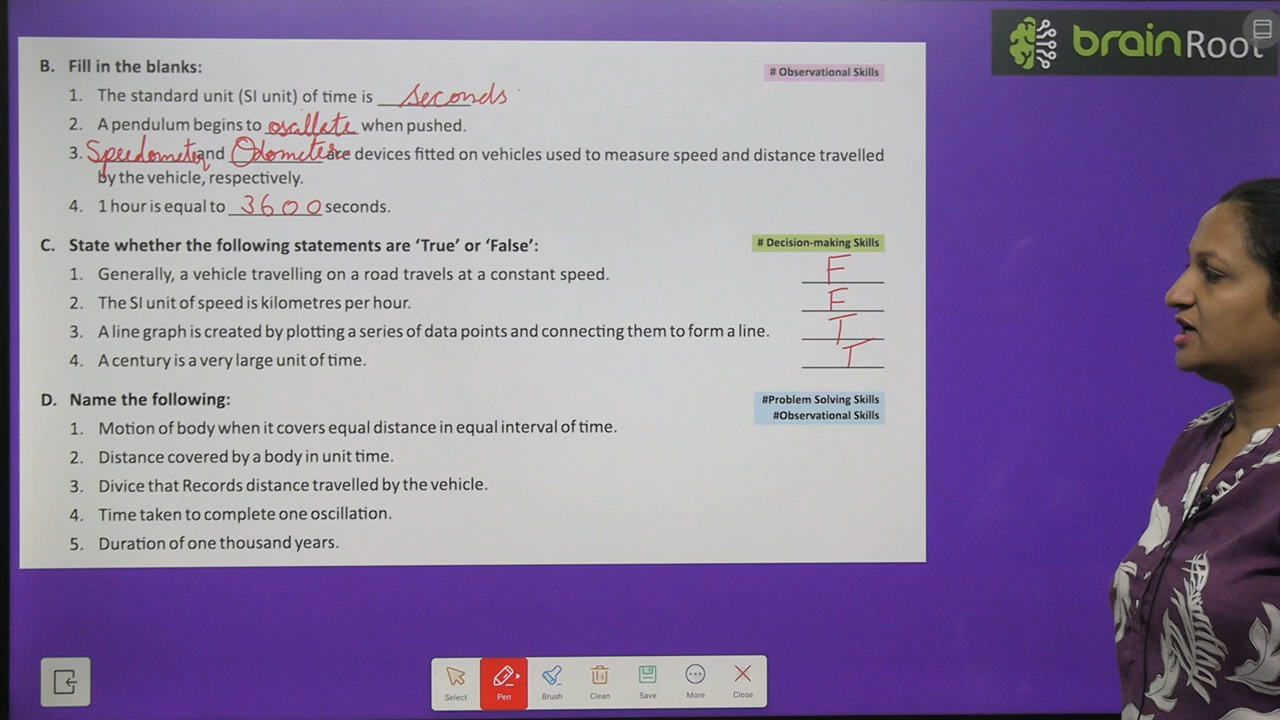 brainRoot
B. Fill in the blanks:
# Observational Skills
1. The standard unit (SI unit) of time is seconds
2. A pendulum begins to oscillate when pushed.
3. Speedometer and Odometer are devices fitted on vehicles used to measure speed and distance travelled
by the vehicle, respectively.
4. 1 hour is equal to 3600 seconds.
C. State whether the following statements are ‘True’ or ‘False’:
# Decision-making Skills
1. Generally, a vehicle travelling on a road travels at a constant speed. F
2. The SI unit of speed is kilometres per hour. F
3. A line graph is created by plotting a series of data points and connecting them to form a line. T
4. A century is a very large unit of time. T
D. Name the following:
#Problem Solving Skills
#Observational Skills
1. Motion of body when it covers equal distance in equal interval of time.
2. Distance covered by a body in unit time.
3. Divice that Records distance travelled by the vehicle.
4. Time taken to complete one oscillation.
5. Duration of one thousand years.
Select Pen Brush Clean Save More Close